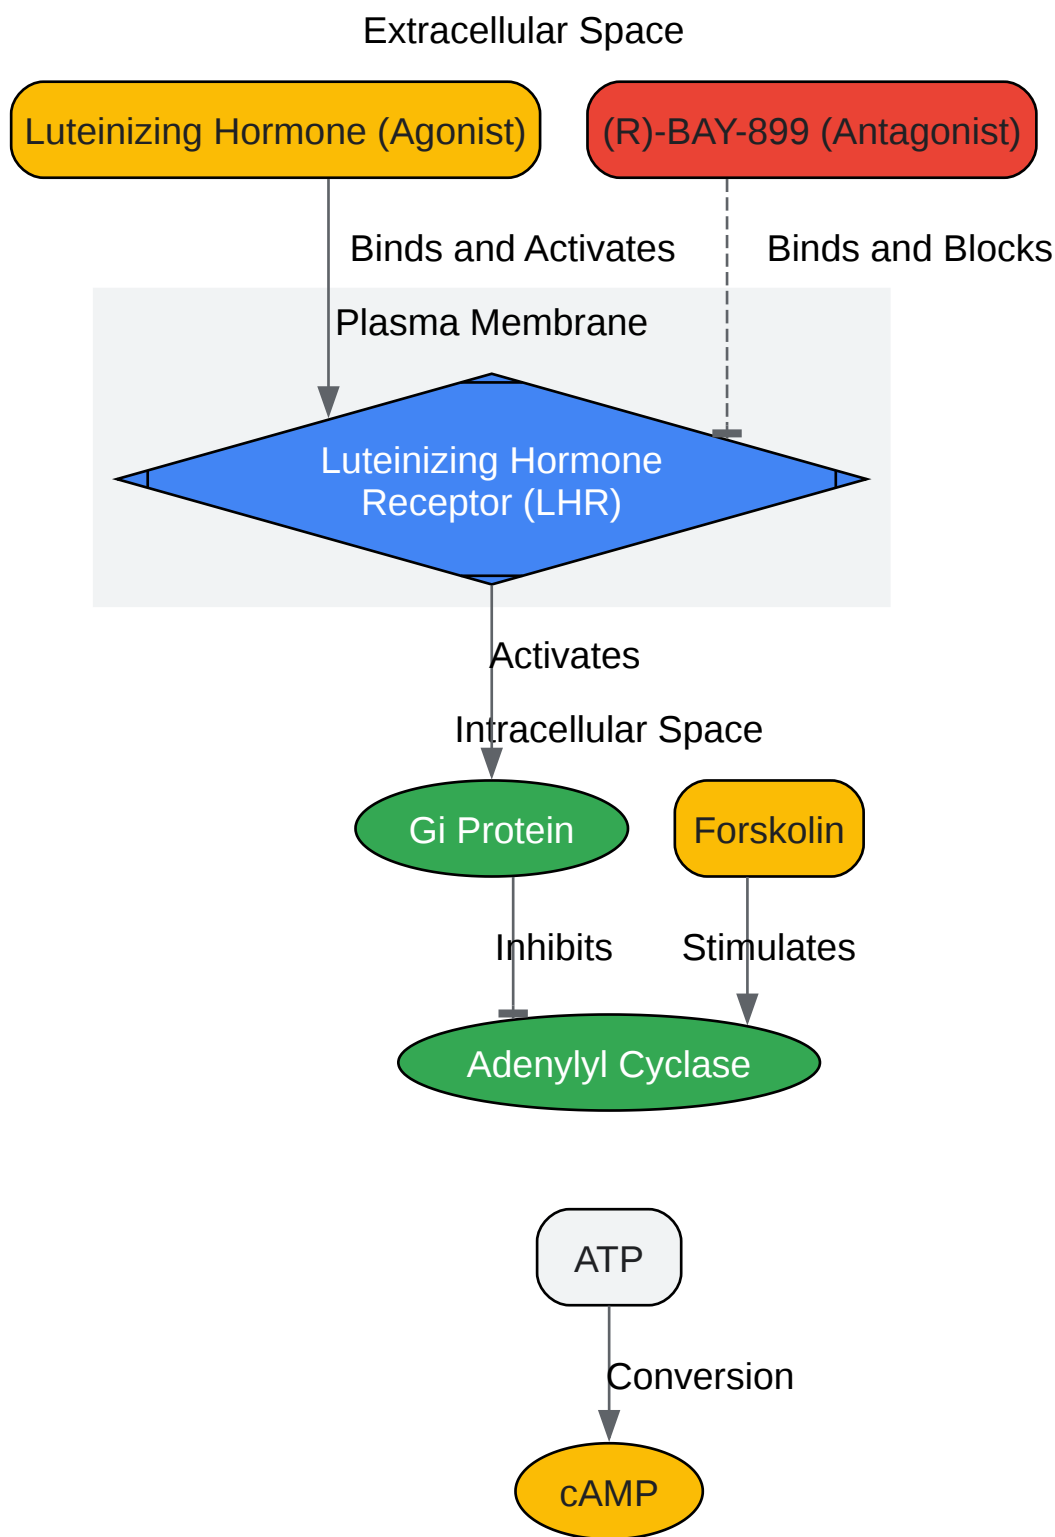 Extracellular Space
Luteinizing Hormone (Agonist)
(R)-BAY-899 (Antagonist)
Binds and Activates
Binds and Blocks
Plasma Membrane
Luteinizing Hormone
Receptor (LHR)
Activates
Intracellular Space
Gi Protein
Forskolin
Inhibits
Stimulates
Adenylyl Cyclase
ATP
Conversion
cAMP